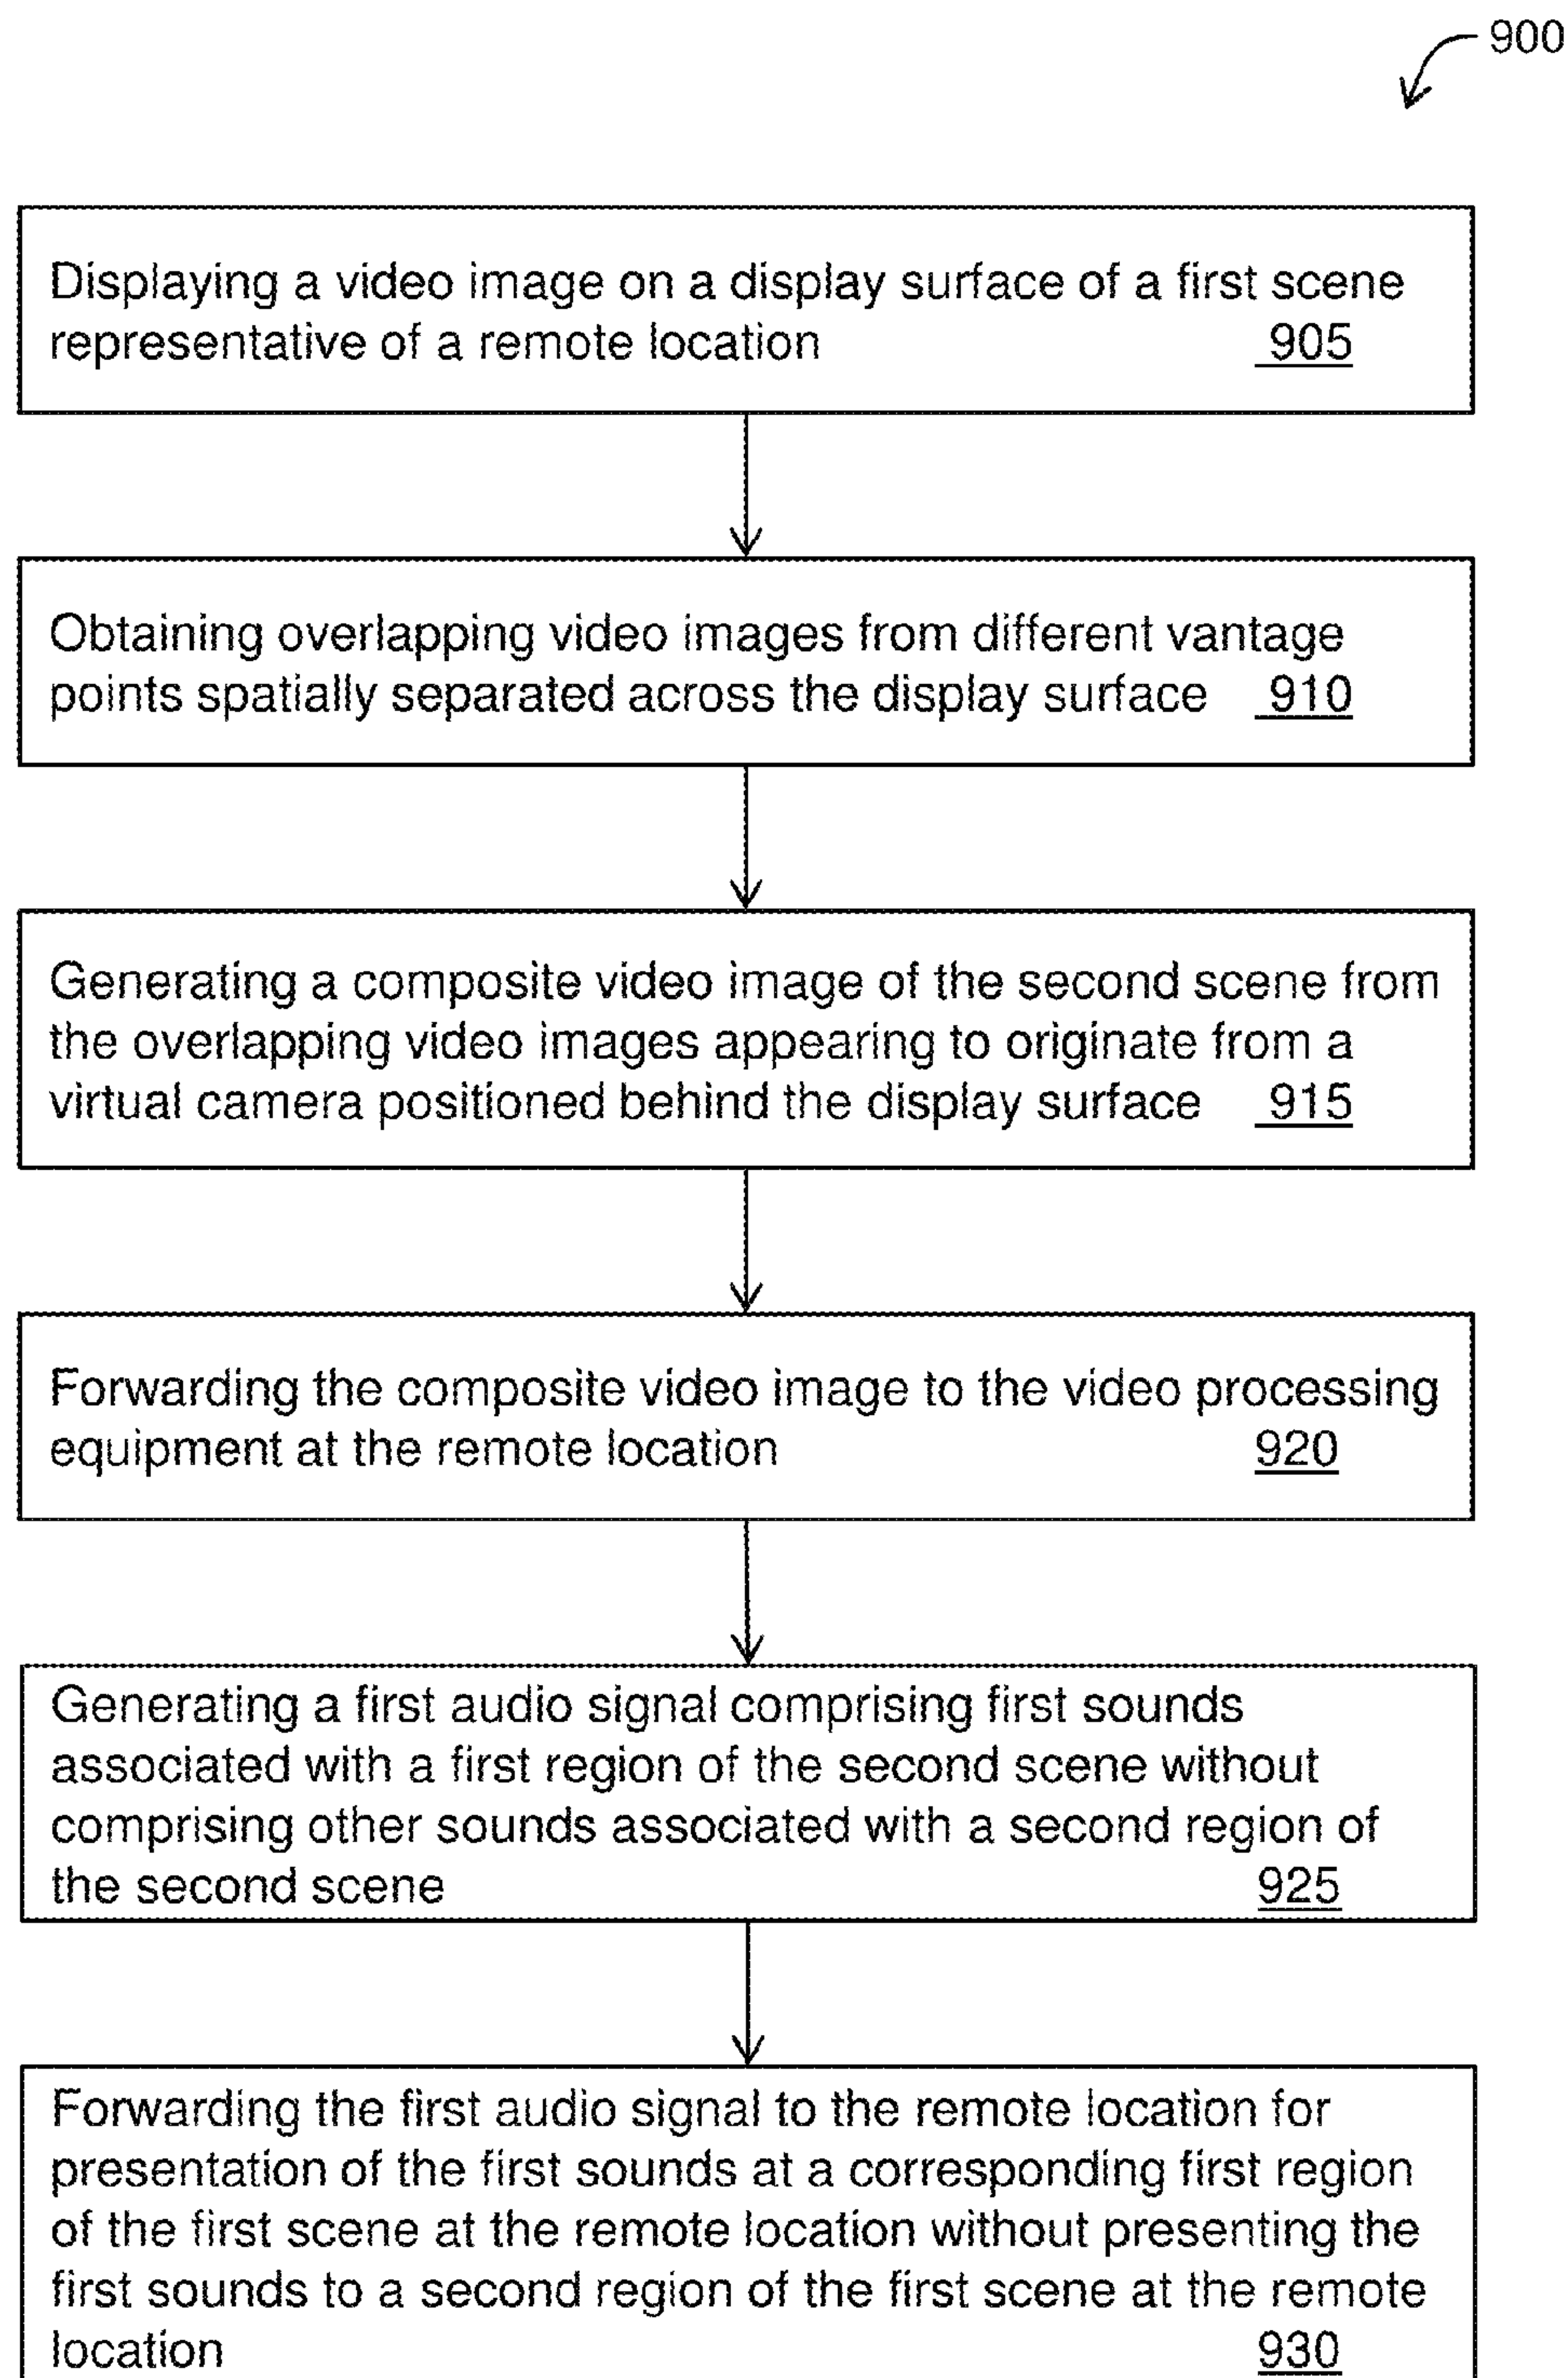 900
Displaying a video image on a display surface of a first scene
representative of a remote location 905
Obtaining overlapping video images from different vantage
points spatially separated across the display surface 910
Generating a composite video image of the second scene from
the overlapping video images appearing to originate from a
virtual camera positioned behind the display surface 915
Forwarding the composite video image to the video processing
equipment at the remote location 920
Generating a first audio signal comprising first sounds
associated with a first region of the second scene without
comprising other sounds associated with a second region of
the second scene 925
Forwarding the first audio signal to the remote location for
presentation of the first sounds at a corresponding first region
of the first scene at the remote location without presenting the
first sounds to a second region of the first scene at the remote
location 930